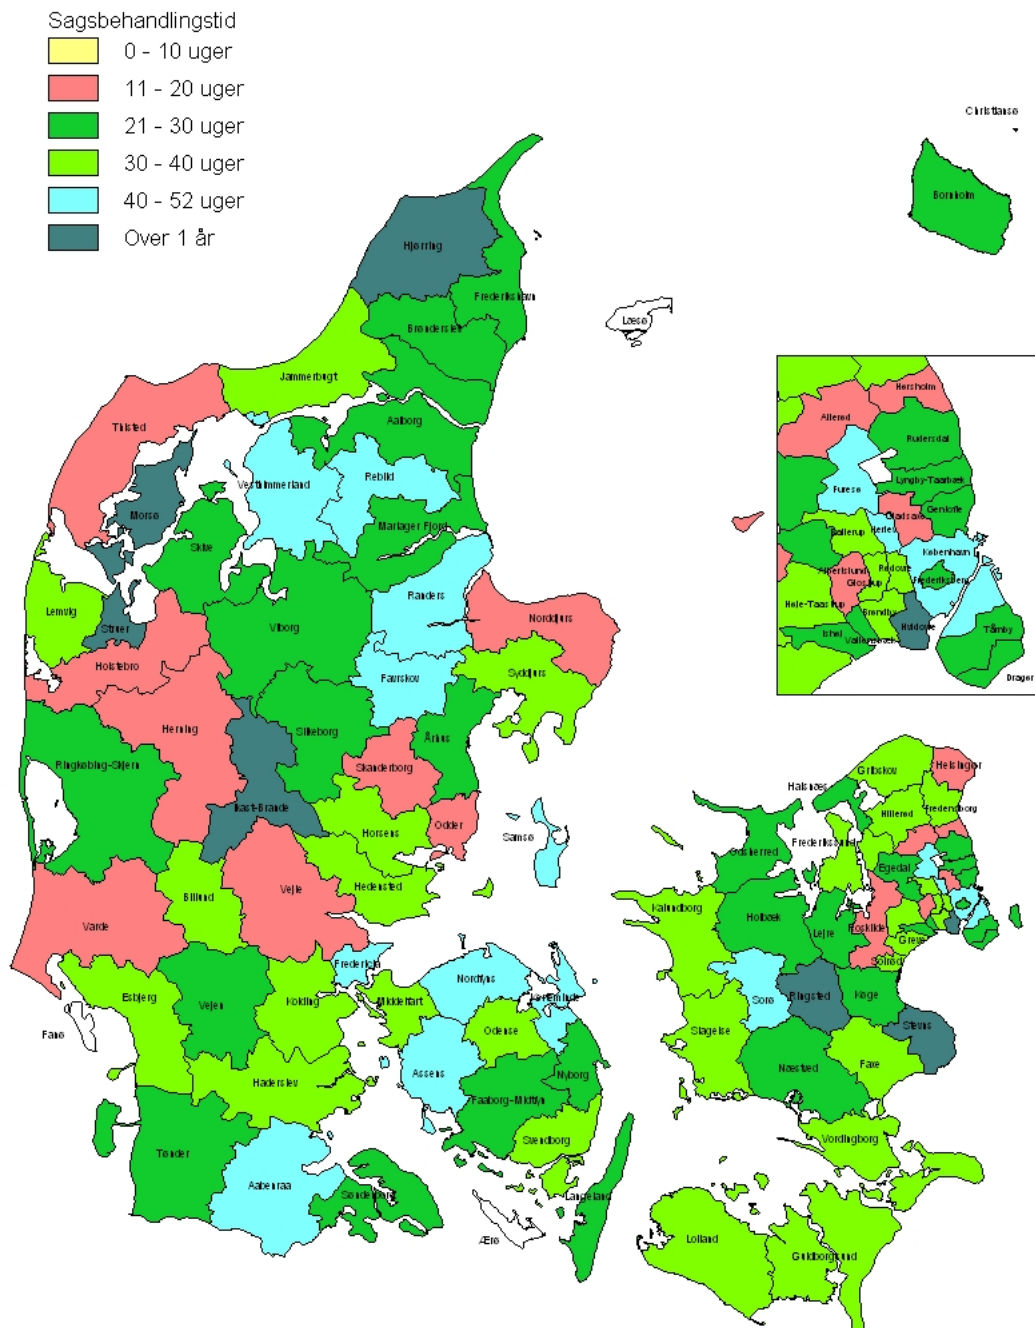 Sagsbehandlingstid
0 - 10 uger
11 - 20 uger
21 - 30 uger
30 - 40 uger
40 - 52 uger
Over 1 år
Christiansø
Bornholm
Hjørring
Frederikshavn
Brønderslev
Læsø
Jammerbugt
Thisted
Aalborg
Vesthimmerland
Rebild
Morsø
Mariager Fjord
Skive
Lemvig
Struer
Viborg
Randers
Norddjurs
Holstebro
Favrskov
Syddjurs
Herning
Silkeborg
Århus
Ringkøbing-Skjern
Skanderborg
Ikast-Brande
Horsens
Odder
Samsø
Hedensted
Billund
Vejle
Varde
Fredericia
Esbjerg
Vejen
Kolding
Middelfart
Nordfyns
Kerteminde
Fanø
Odense
Assens
Nyborg
Haderslev
Faaborg-Midtfyn
Svendborg
Tønder
Aabenraa
Sønderborg
Langeland
Ærø
Hørsholm
Allerød
Rudersdal
Furesø
Lyngby-Taarbæk
Gentofte
Gladsaxe
Ballerup
Herlev
København
Albertslund
Rødovre
Glostrup
Frederiksberg
Høje-Taastrup
Brøndby
Hvidovre
Ishøj
Vallensbæk
Tårnby
Dragør
Helsingør
Gribskov
Halsnæs
Hillerød
Fredensborg
Frederikssund
Odsherred
Egedal
Kalundborg
Holbæk
Lejre
Roskilde
Greve
Solrød
Sorø
Ringsted
Køge
Slagelse
Stevns
Næstved
Faxe
Vordingborg
Lolland
Guldborgsund